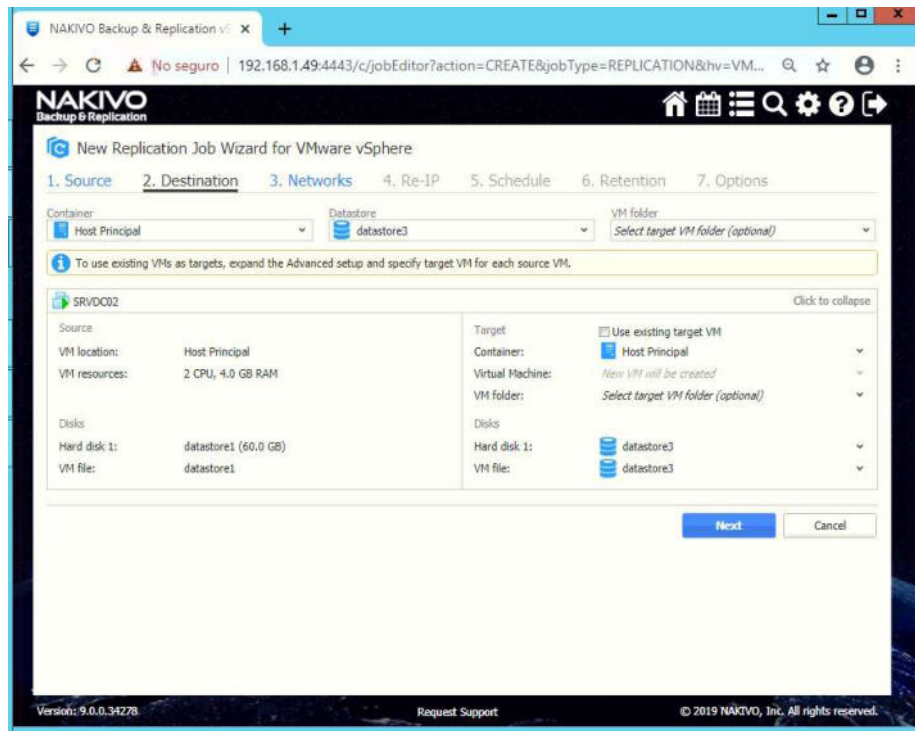 NAKIVO Backup & Replication v
No seguro | 192.168.1.49:4443/c/jobEditor?action=CREATE&jobType=REPLICATION&hv=VM...
NAKIVO
Backup & Replication
New Replication Job Wizard for VMware vSphere
1. Source 2. Destination 3. Networks 4. Re-IP 5. Schedule 6. Retention 7. Options
Container Datastore VM folder
Host Principal datastore3 Select target VM folder (optional)
To use existing VMs as targets, expand the Advanced setup and specify target VM for each source VM.
SRVDC02 Click to collapse
Source Target Use existing target VM
VM location: Host Principal Container: Host Principal
VM resources: 2 CPU, 4.0 GB RAM Virtual Machine: New VM will be created
VM folder: Select target VM folder (optional)
Disks Disks
Hard disk 1: datastore1 (60.0 GB) Hard disk 1: datastore3
VM file: datastore1 VM file: datastore3
Next Cancel
Version: 9.0.0.34278 Request Support © 2019 NAKIVO, Inc. All rights reserved.